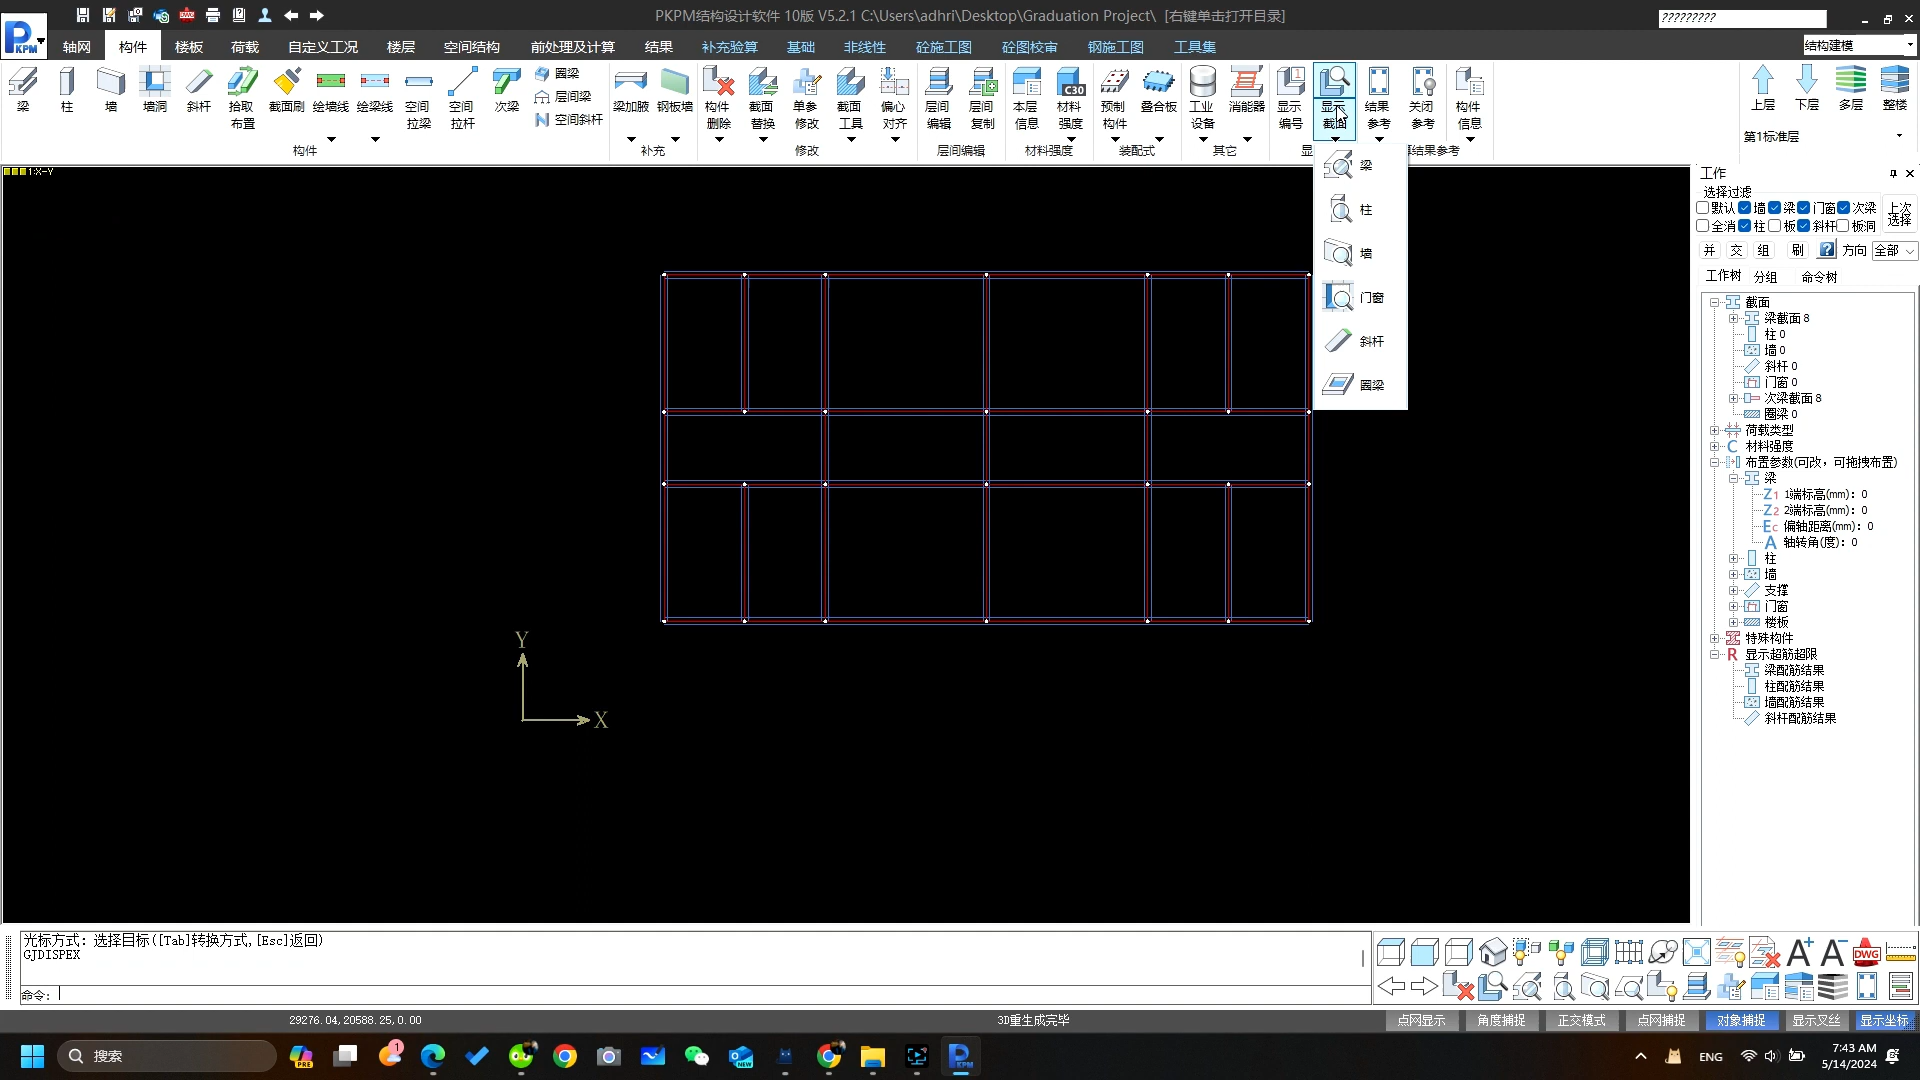 PKPM结构设计软件 10版 V5.2.1 C:\Users\adhri\Desktop\Graduation Project\ [右键单击打开目录]
?????????
轴网 构件 楼板 荷载 自定义工况 楼层 空间结构 前处理及计算 结果 补充验算 基础 非线性 砼施工图 砼图校审 钢施工图 工具集
结构建模
梁 柱 墙 墙洞 斜杆 拾取布置 截面刷 绘墙线 绘梁线 空间拉梁 空间拉杆 次梁
圈梁
层间梁
空间斜杆
梁加腋 钢板墙 构件删除 截面替换 单参修改 截面工具 偏心对齐 层间编辑 层间复制 本层信息 材料强度 预制构件 叠合板 工业设备 消能器 显示编号 显示截面 结果参考 关闭参考 构件信息
上层 下层 多层 整楼
第1标准层
构件 补充 修改 层间编辑 材料强度 装配式 其它 显 算结果参考
1:X-Y
梁
柱
墙
门窗
斜杆
圈梁
Y
X
工作
选择过滤
默认 墙 梁 门窗 次梁
全消 柱 板 斜杆 板洞
上次选择
并 交 组 刷 方向 全部
工作树 分组 命令树
截面
梁截面 8
柱 0
墙 0
斜杆 0
门窗 0
次梁截面 8
圈梁 0
荷载类型
C 材料强度
布置参数(可改，可拖拽布置)
梁
Z1 1端标高(mm): 0
Z2 2端标高(mm): 0
Ec 偏轴距离(mm): 0
A 轴转角(度): 0
柱
墙
支撑
门窗
楼板
特殊构件
R 显示超筋超限
梁配筋结果
柱配筋结果
墙配筋结果
斜杆配筋结果
光标方式: 选择目标([Tab]转换方式,[Esc]返回)
GJDISPEX
命令:
29276.04,20588.25,0.00
3D重生成完毕
点网显示 角度捕捉 正交模式 点网捕捉 对象捕捉 显示叉丝 显示坐标
搜索
ENG
7:43 AM
5/14/2024